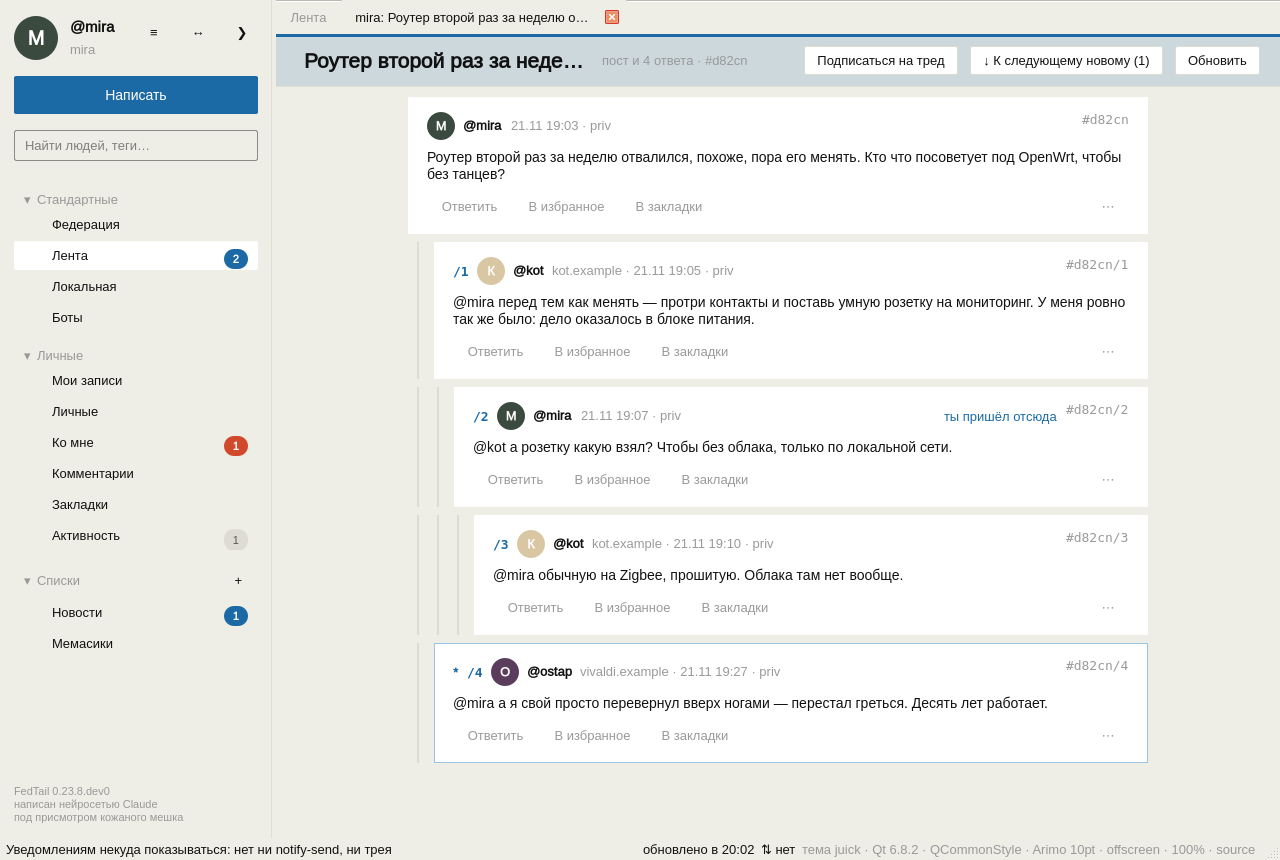 M @mira ≡ ↔ ❯
mira
Написать
Найти людей, теги…
▾ Стандартные
Федерация
Лента 2
Локальная
Боты
▾ Личные
Мои записи
Личные
Ко мне 1
Комментарии
Закладки
Активность 1
▾ Списки +
Новости 1
Мемасики
FedTail 0.23.8.dev0
написан нейросетью Claude
под присмотром кожаного мешка
Лента mira: Роутер второй раз за неделю о…
Роутер второй раз за неде… пост и 4 ответа · #d82cn Подписаться на тред ↓ К следующему новому (1) Обновить
M @mira 21.11 19:03 · priv #d82cn
Роутер второй раз за неделю отвалился, похоже, пора его менять. Кто что посоветует под OpenWrt, чтобы
без танцев?
Ответить В избранное В закладки ⋯
/1 K @kot kot.example · 21.11 19:05 · priv #d82cn/1
@mira перед тем как менять — протри контакты и поставь умную розетку на мониторинг. У меня ровно
так же было: дело оказалось в блоке питания.
Ответить В избранное В закладки ⋯
/2 M @mira 21.11 19:07 · priv ты пришёл отсюда #d82cn/2
@kot а розетку какую взял? Чтобы без облака, только по локальной сети.
Ответить В избранное В закладки ⋯
/3 K @kot kot.example · 21.11 19:10 · priv #d82cn/3
@mira обычную на Zigbee, прошитую. Облака там нет вообще.
Ответить В избранное В закладки ⋯
* /4 O @ostap vivaldi.example · 21.11 19:27 · priv #d82cn/4
@mira а я свой просто перевернул вверх ногами — перестал греться. Десять лет работает.
Ответить В избранное В закладки ⋯
Уведомлениям некуда показываться: нет ни notify-send, ни трея обновлено в 20:02 ⇅ нет тема juick · Qt 6.8.2 · QCommonStyle · Arimo 10pt · offscreen · 100% · source